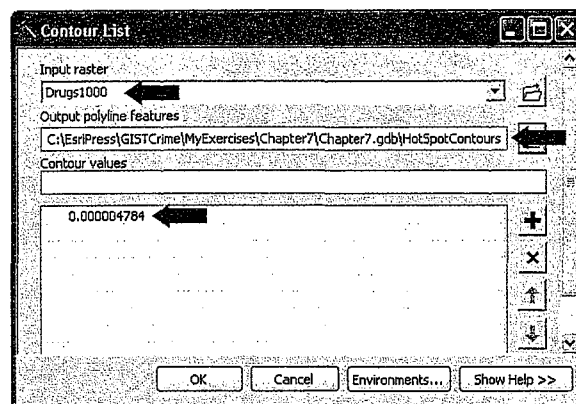 Contour List
Input raster
Drugs1000
Output polyline features
C:\EsriPress\GISTCrime\MyExercises\Chapter7\Chapter7.gdb\HotSpotContours
Contour values
0.000004784
OK
Cancel
Environments...
Show Help >>